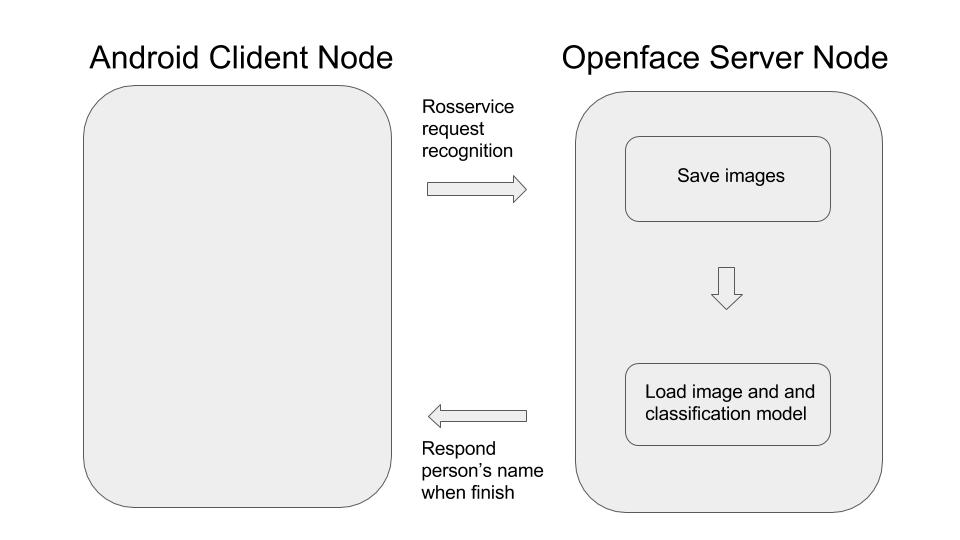 Android Clident Node
Openface Server Node
Rosservice
request
recognition
Save images
Load image and and
classification model
Respond
person’s name
when finish